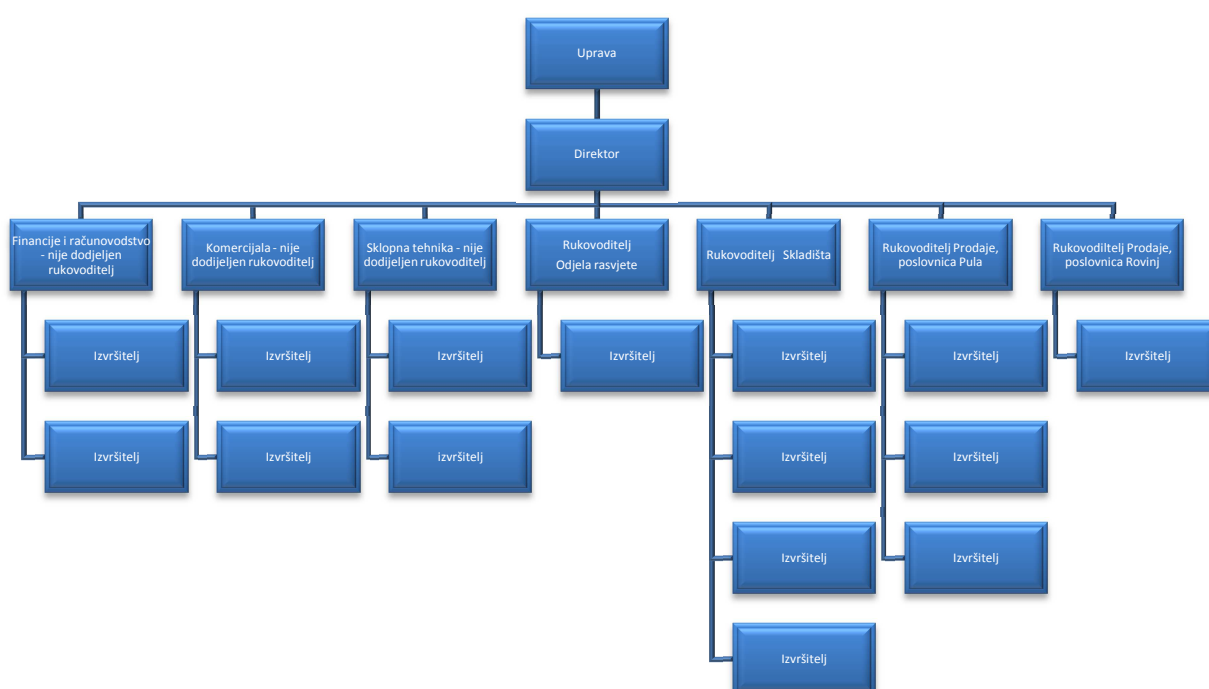 Uprava
Direktor
Financije i računovodstvo
- nije dodjeljen
rukovoditelj
Komercijala - nije
dodijeljen rukovoditelj
Sklopna tehnika - nije
dodijeljen rukovoditelj
Rukovoditelj
Odjela rasvjete
Rukovoditelj Skladišta
Rukovoditelj Prodaje,
poslovnica Pula
Rukovodiltelj Prodaje,
poslovnica Rovinj
Izvršitelj
Izvršitelj
Izvršitelj
Izvršitelj
Izvršitelj
Izvršitelj
Izvršitelj
Izvršitelj
Izvršitelj
izvršitelj
Izvršitelj
Izvršitelj
Izvršitelj
Izvršitelj
Izvršitelj